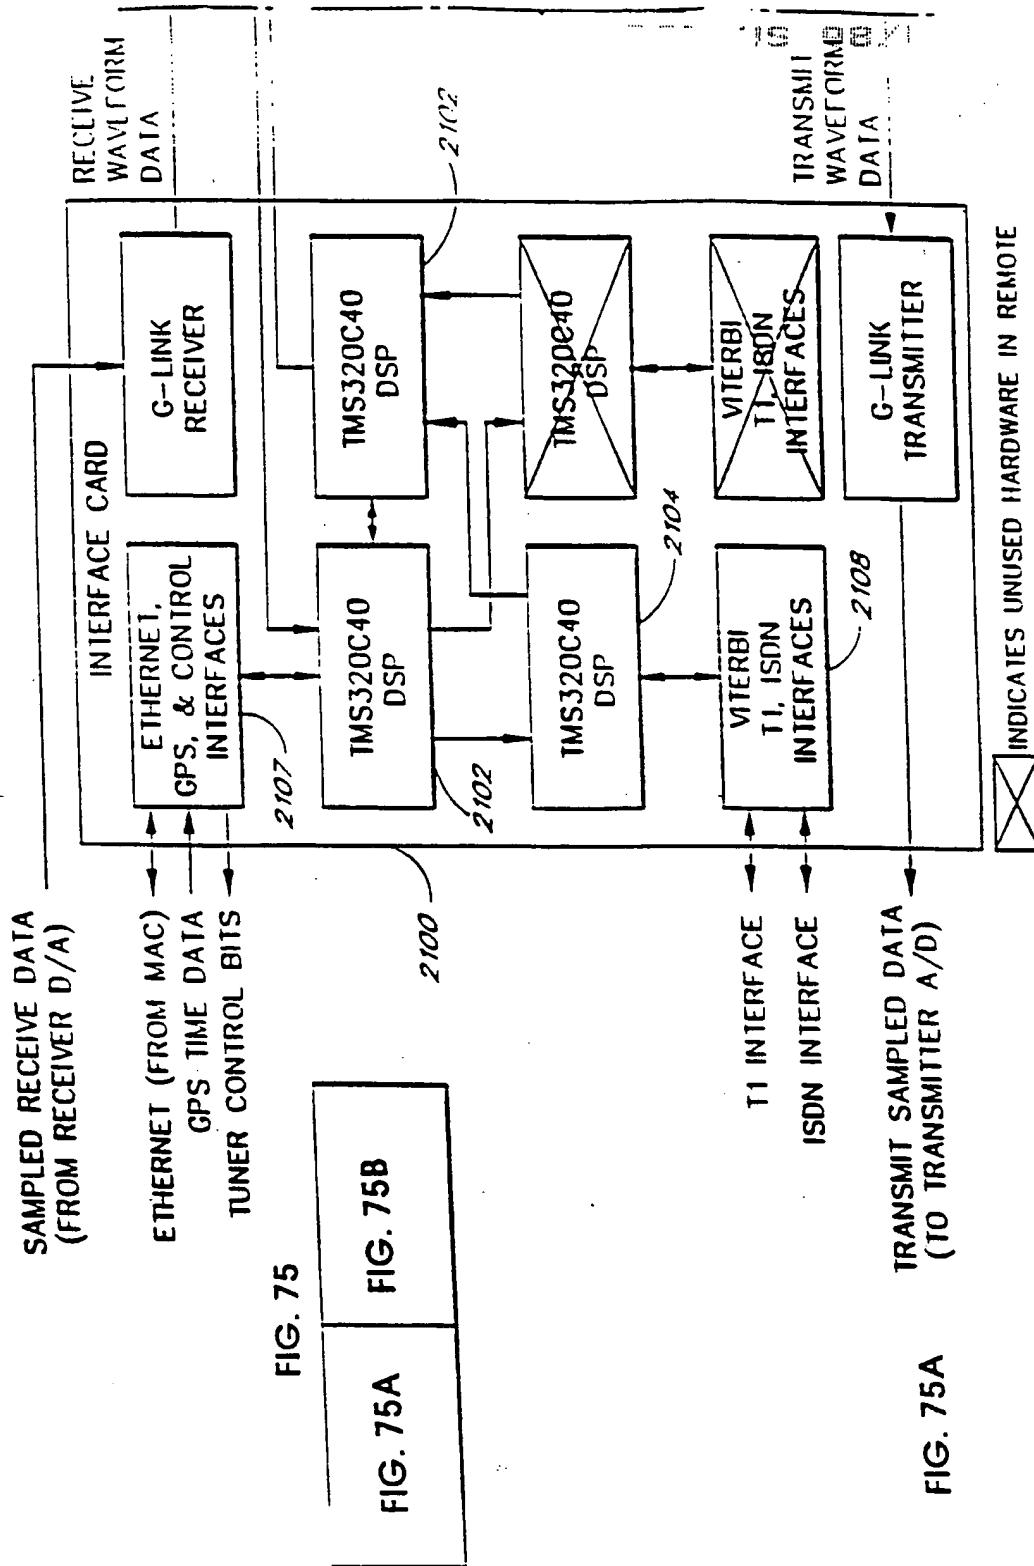 SAMPLED RECEIVE DATA
(FROM RECEIVER D/A)
ETHERNET (FROM MAC)
GPS TIME DATA
TUNER CONTROL BITS
INTERFACE CARD
ETHERNET,
GPS, & CONTROL
INTERFACES
2107
G-LINK
RECEIVER
RECEIVE
WAVEFORM
DATA
TMS320C40
DSP
2102
TMS320C40
DSP
2102
2100
TMS320C40
DSP
2104
TMS320C40
DSP
T1 INTERFACE
ISDN INTERFACE
VITERBI
T1, ISDN
INTERFACES
2108
VITERBI
T1, ISDN
INTERFACES
TRANSMIT SAMPLED DATA
(TO TRANSMITTER A/D)
G-LINK
TRANSMITTER
TRANSMIT
WAVEFORM
DATA
INDICATES UNUSED HARDWARE IN REMOTE
FIG. 75
FIG. 75A
FIG. 75B
FIG. 75A